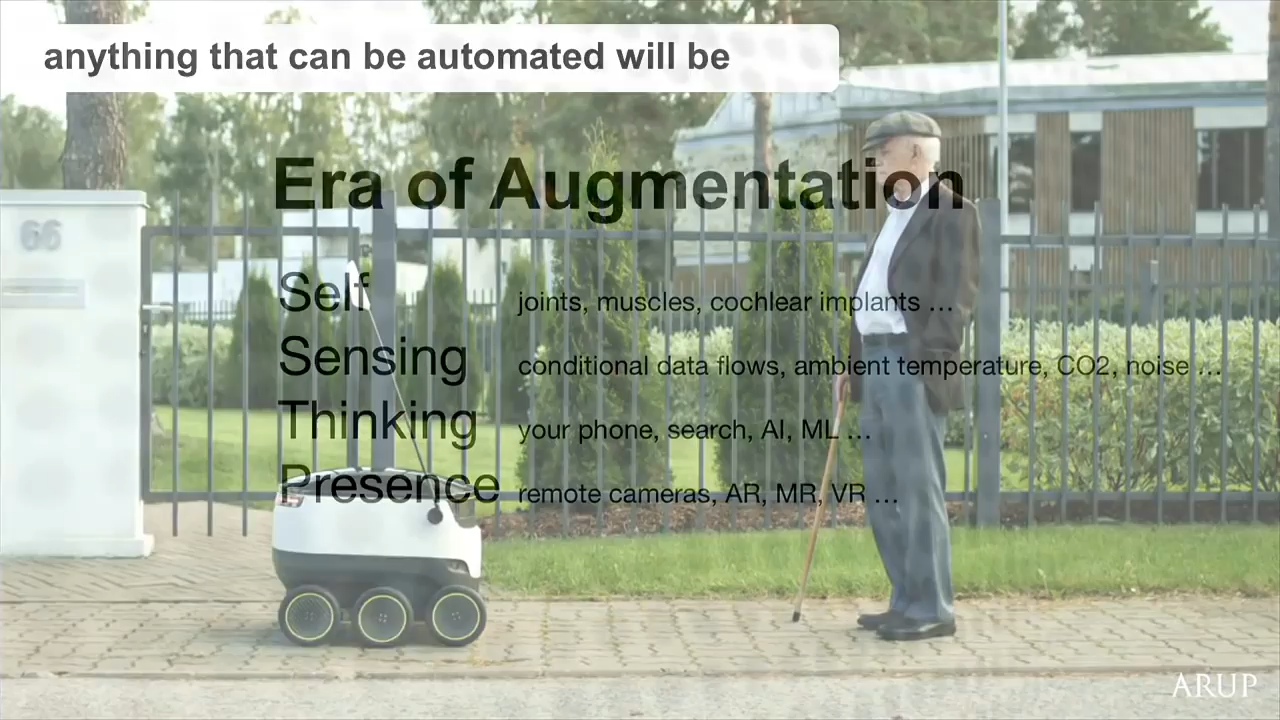 anything that can be automated will be
Era of Augmentation
66
Self joints, muscles, cochlear implants ...
Sensing conditional data flows, ambient temperature, CO2, noise ...
Thinking your phone, search, AI, ML ...
Presence remote cameras, AR, MR, VR ...
ARUP